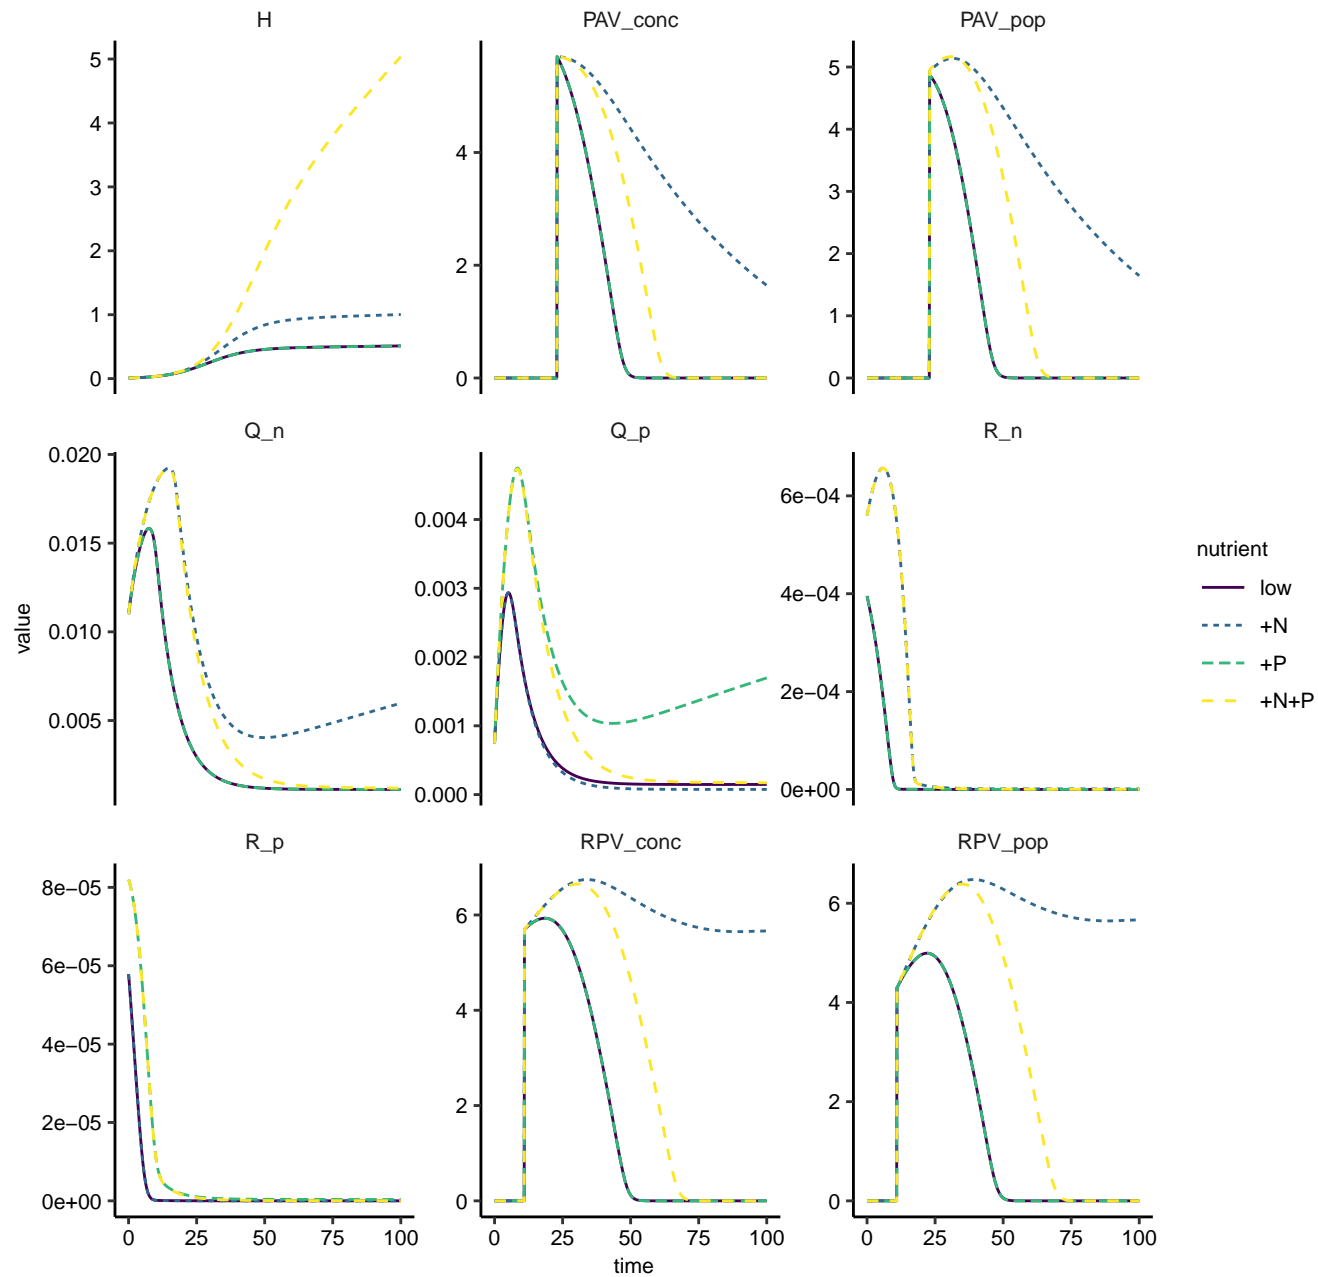 H
PAV_conc
PAV_pop
5
4
3
2
1
0
4
2
0
5
4
3
2
1
0
Q_n
Q_p
R_n
0.020
0.015
0.010
0.005
0.004
0.003
0.002
0.001
0.000
6e−04
4e−04
2e−04
0e+00
value
nutrient
low
+N
+P
+N+P
R_p
RPV_conc
RPV_pop
8e−05
6e−05
4e−05
2e−05
0e+00
6
4
2
0
6
4
2
0
0 25 50 75 100
0 25 50 75 100
0 25 50 75 100
time